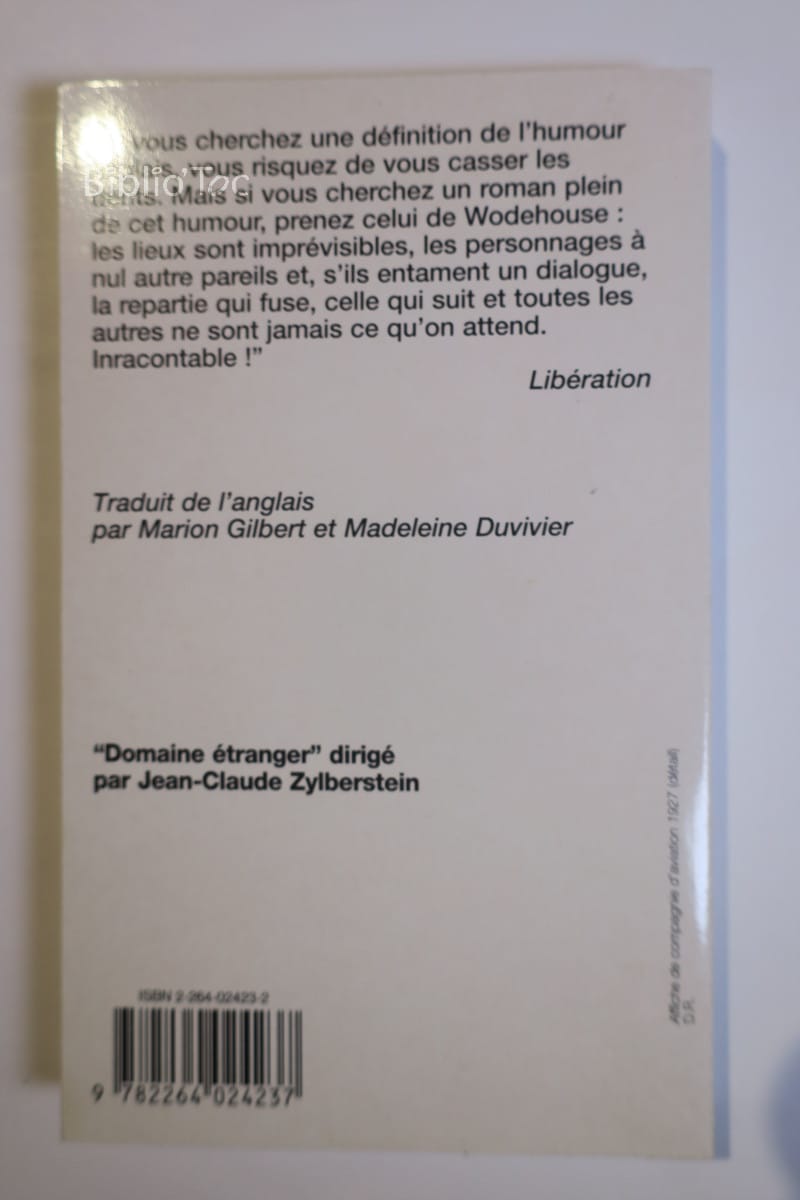 vous cherchez une définition de l'humour
vous risquez de vous casser les
dents. Mais si vous cherchez un roman plein
de cet humour, prenez celui de Wodehouse :
les lieux sont imprévisibles, les personnages à
nul autre pareils et, s'ils entament un dialogue,
la repartie qui fuse, celle qui suit et toutes les
autres ne sont jamais ce qu'on attend.
Inracontable !”
Libération
Biblio'Toc
Traduit de l'anglais
par Marion Gilbert et Madeleine Duvivier
“Domaine étranger” dirigé
par Jean-Claude Zylberstein
Affiche de compagnie d'aviation 1927 (détail)
D.R.
ISBN 2-264-02423-2
9 782264 024237